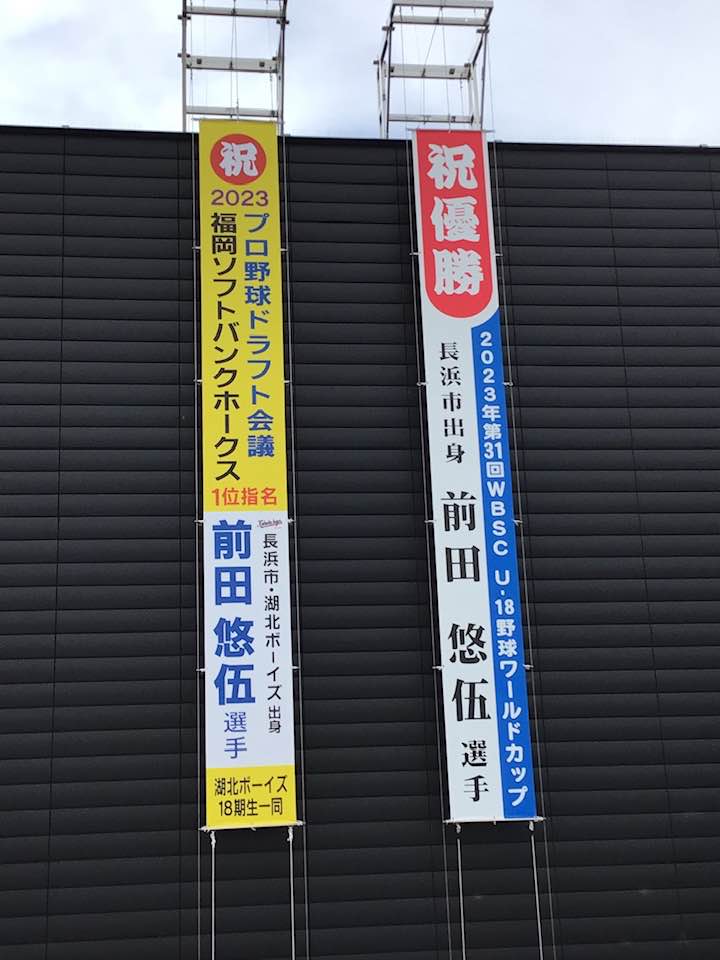 祝
2023
プロ野球ドラフト会議
福岡ソフトバンクホークス
1位指名
長浜市・湖北ボーイズ 出身
前田 悠伍 選手
湖北ボーイズ
18期生一同
祝優勝
2023年第31回WBSC U-18野球ワールドカップ
長浜市出身 前田 悠伍 選手